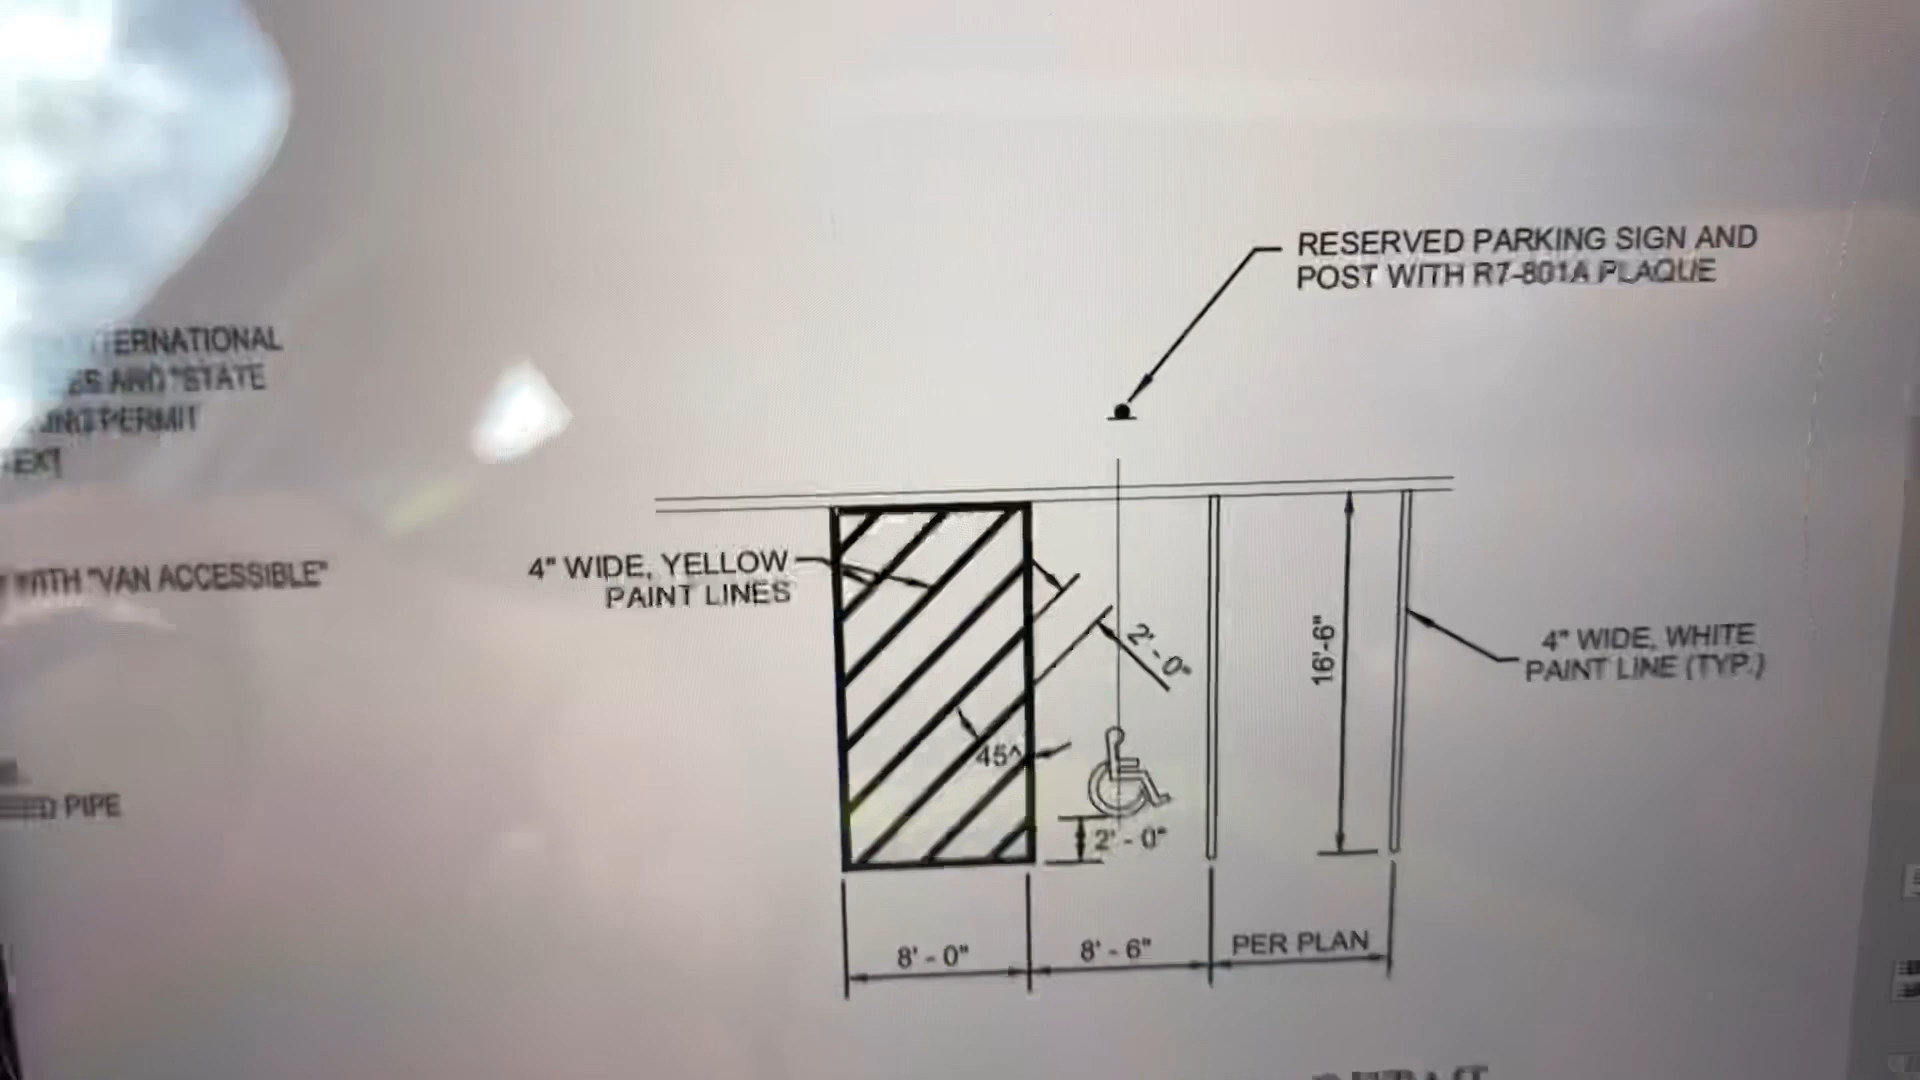 RESERVED PARKING SIGN AND
POST WITH R7-801A PLAQUE
ERNATIONAL
AND "STATE
PERMIT
4" WIDE, YELLOW
PAINT LINES
WITH "VAN ACCESSIBLE"
2' - 0"
16'-6"
4" WIDE, WHITE
PAINT LINE (TYP.)
45^
PIPE
2' - 0"
8' - 0"
8' - 6"
PER PLAN